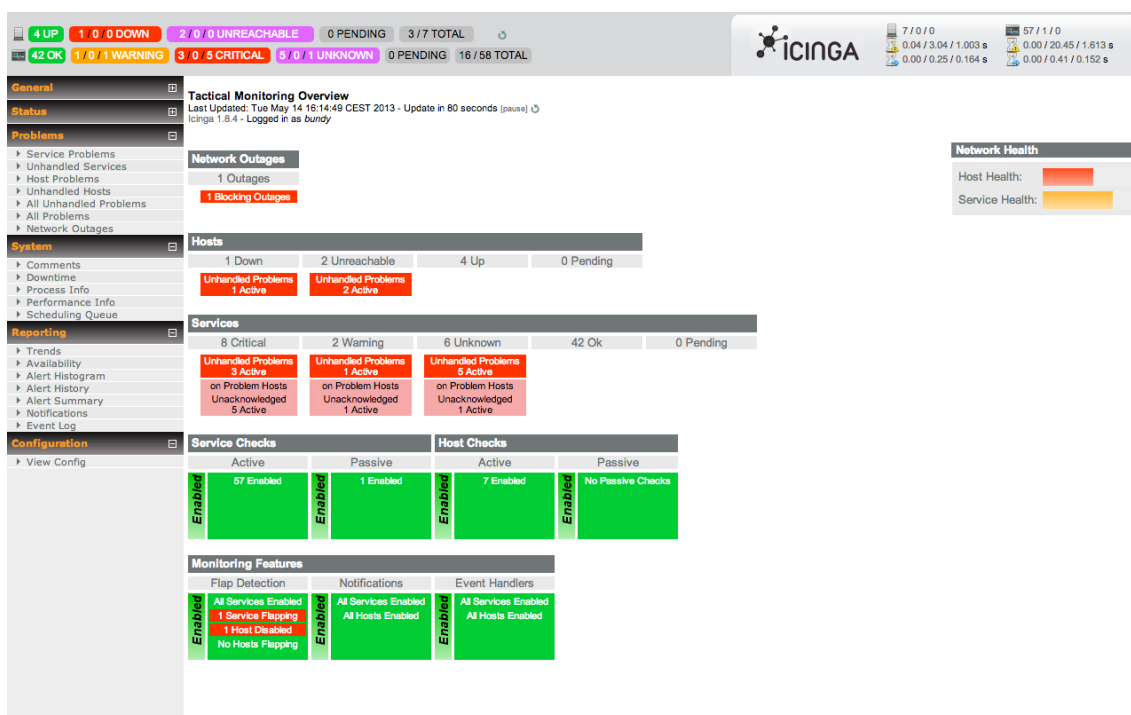 4 UP 1 / 0 / 0 DOWN 2 / 0 / 0 UNREACHABLE 0 PENDING 3 / 7 TOTAL
42 OK 1 / 0 / 1 WARNING 3 / 0 / 5 CRITICAL 5 / 0 / 1 UNKNOWN 0 PENDING 16 / 58 TOTAL
ICINGA
7 / 0 / 0 57 / 1 / 0
0.04 / 3.04 / 1.003 s 0.00 / 20.45 / 1.613 s
0.00 / 0.25 / 0.164 s 0.00 / 0.41 / 0.152 s
General
Status
Problems
Service Problems
Unhandled Services
Host Problems
Unhandled Hosts
All Unhandled Problems
All Problems
Network Outages
System
Comments
Downtime
Process Info
Performance Info
Scheduling Queue
Reporting
Trends
Availability
Alert Histogram
Alert History
Alert Summary
Notifications
Event Log
Configuration
View Config
Tactical Monitoring Overview
Last Updated: Tue May 14 16:14:49 CEST 2013 - Update in 80 seconds [pause]
Icinga 1.8.4 - Logged in as bundy
Network Outages
1 Outages
1 Blocking Outages
Network Health
Host Health:
Service Health:
Hosts
1 Down 2 Unreachable 4 Up 0 Pending
Unhandled Problems Unhandled Problems
1 Active 2 Active
Services
8 Critical 2 Warning 6 Unknown 42 Ok 0 Pending
Unhandled Problems Unhandled Problems Unhandled Problems
3 Active 1 Active 5 Active
on Problem Hosts on Problem Hosts on Problem Hosts
Unacknowledged Unacknowledged Unacknowledged
5 Active 1 Active 1 Active
Service Checks Host Checks
Active Passive Active Passive
Enabled 57 Enabled Enabled 1 Enabled Enabled 7 Enabled Enabled No Passive Checks
Monitoring Features
Flap Detection Notifications Event Handlers
Enabled All Services Enabled Enabled All Services Enabled Enabled All Services Enabled
1 Service Flapping All Hosts Enabled All Hosts Enabled
1 Host Disabled
No Hosts Flapping